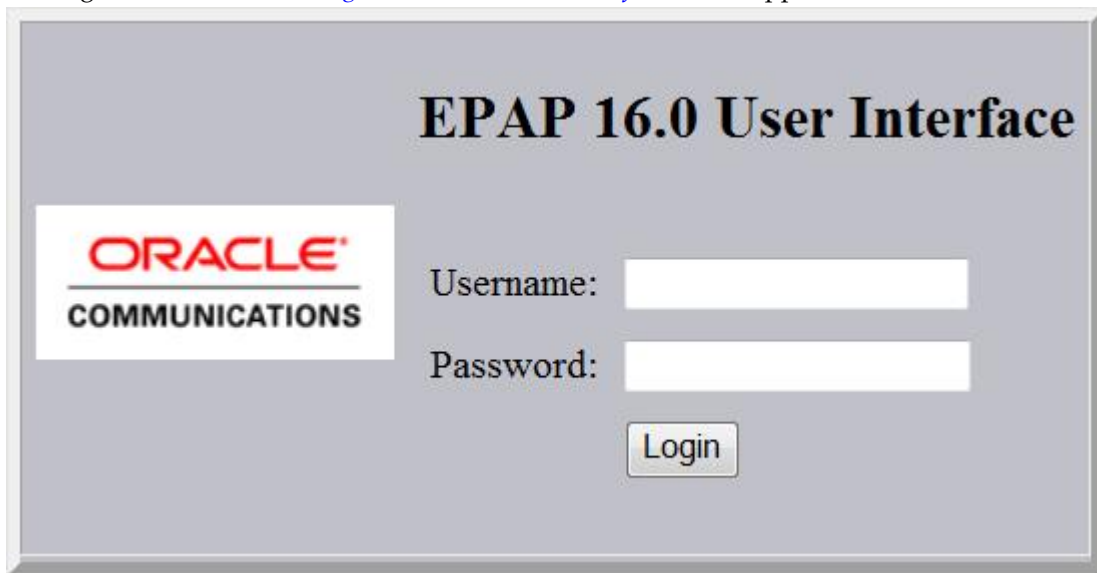 EPAP 16.0 User Interface
ORACLE
COMMUNICATIONS
Username:
Password:
Login